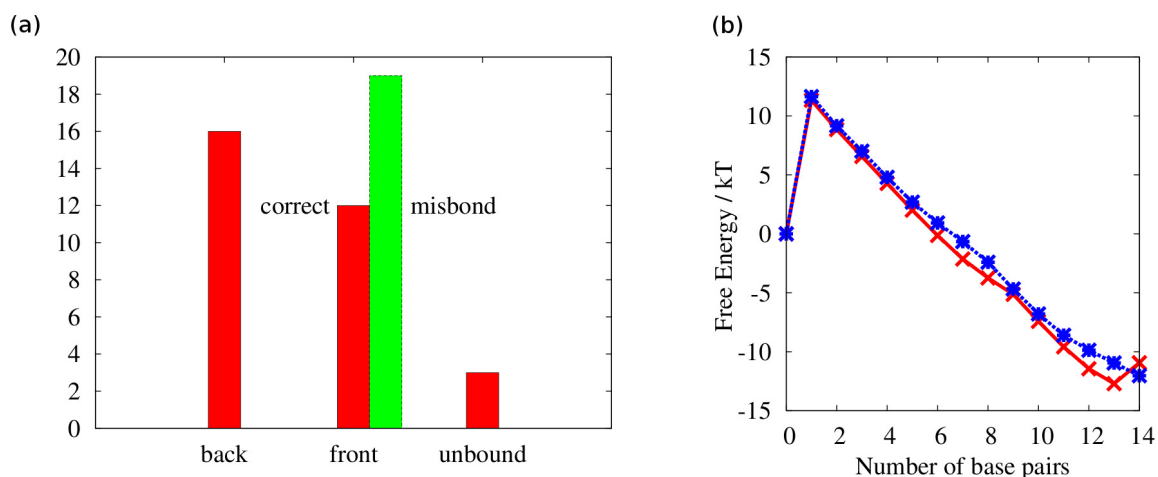 (a)
20
18
16
14
12
10
8
6
4
2
0
correct
misbond
back front unbound
(b)
15
10
5
0
-5
-10
-15
Free Energy / kT
0 2 4 6 8 10 12 14
Number of base pairs